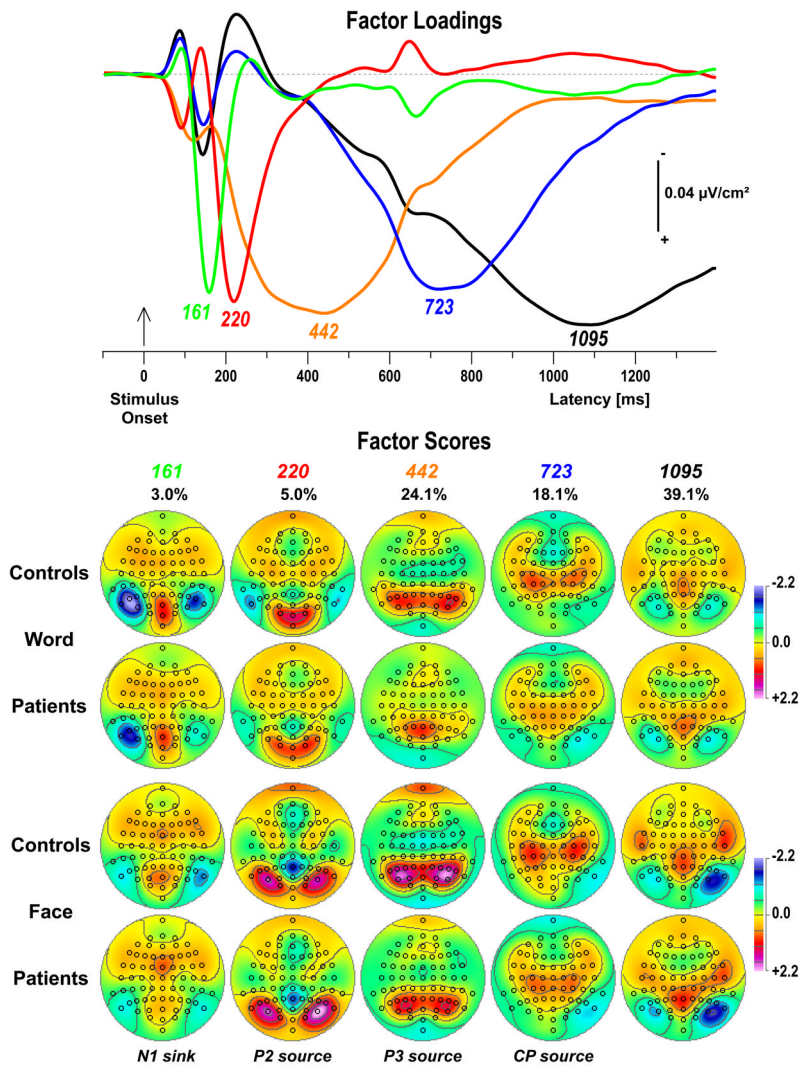 Factor Loadings
-
0.04 µV/cm²
+
161
220
442
723
1095
0 200 400 600 800 1000 1200
Stimulus
Onset
Latency [ms]
Factor Scores
161 220 442 723 1095
3.0% 5.0% 24.1% 18.1% 39.1%
Controls
-2.2
Word
0.0
Patients
+2.2
Controls
-2.2
Face
0.0
Patients
+2.2
N1 sink P2 source P3 source CP source